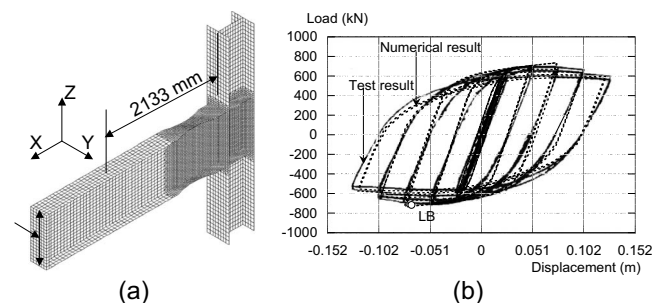 Z
X
Y
2133 mm
(a)
Load (kN)
1000
800
600
400
200
0
-200
-400
-600
-800
-1000
Numerical result
Test result
LB
-0.152 -0.102 -0.051 0 0.051 0.102 0.152
Displacement (m)
(b)